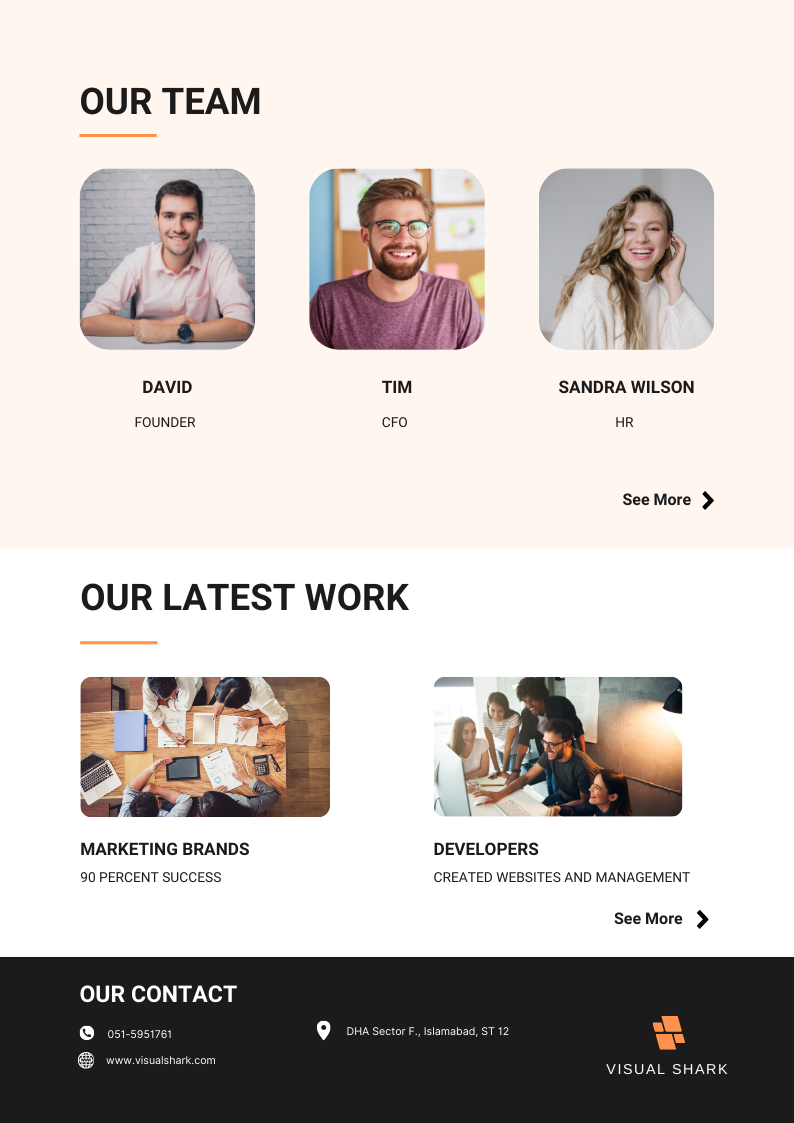 OUR TEAM
DAVID
FOUNDER
TIM
CFO
SANDRA WILSON
HR
See More
OUR LATEST WORK
MARKETING BRANDS
90 PERCENT SUCCESS
DEVELOPERS
CREATED WEBSITES AND MANAGEMENT
See More
OUR CONTACT
051-5951761
www.visualshark.com
DHA Sector F., Islamabad, ST 12
VISUAL SHARK